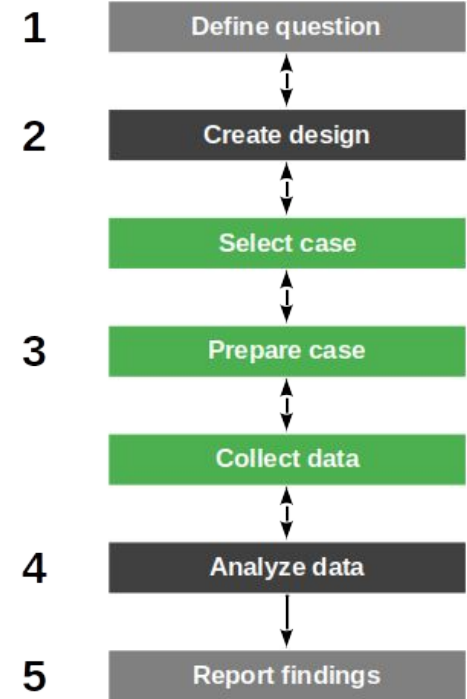 1 Define question
2 Create design
Select case
3 Prepare case
Collect data
4 Analyze data
5 Report findings